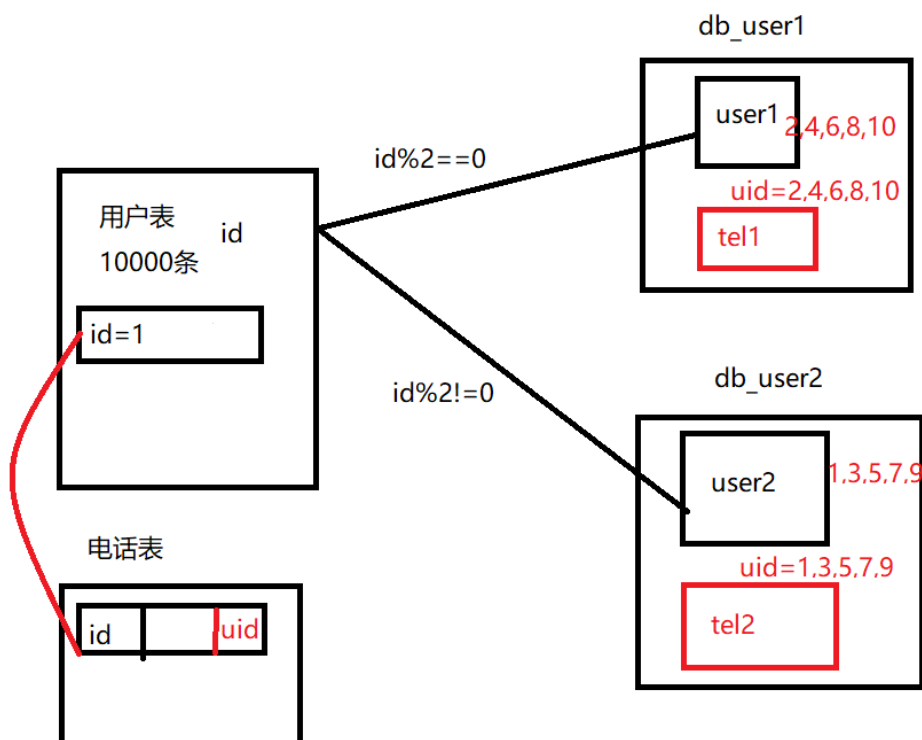 用户表
id
10000条
id=1
电话表
id
uid
id%2==0
id%2!=0
db_user1
user1
2,4,6,8,10
uid=2,4,6,8,10
tel1
db_user2
user2
1,3,5,7,9
uid=1,3,5,7,9
tel2